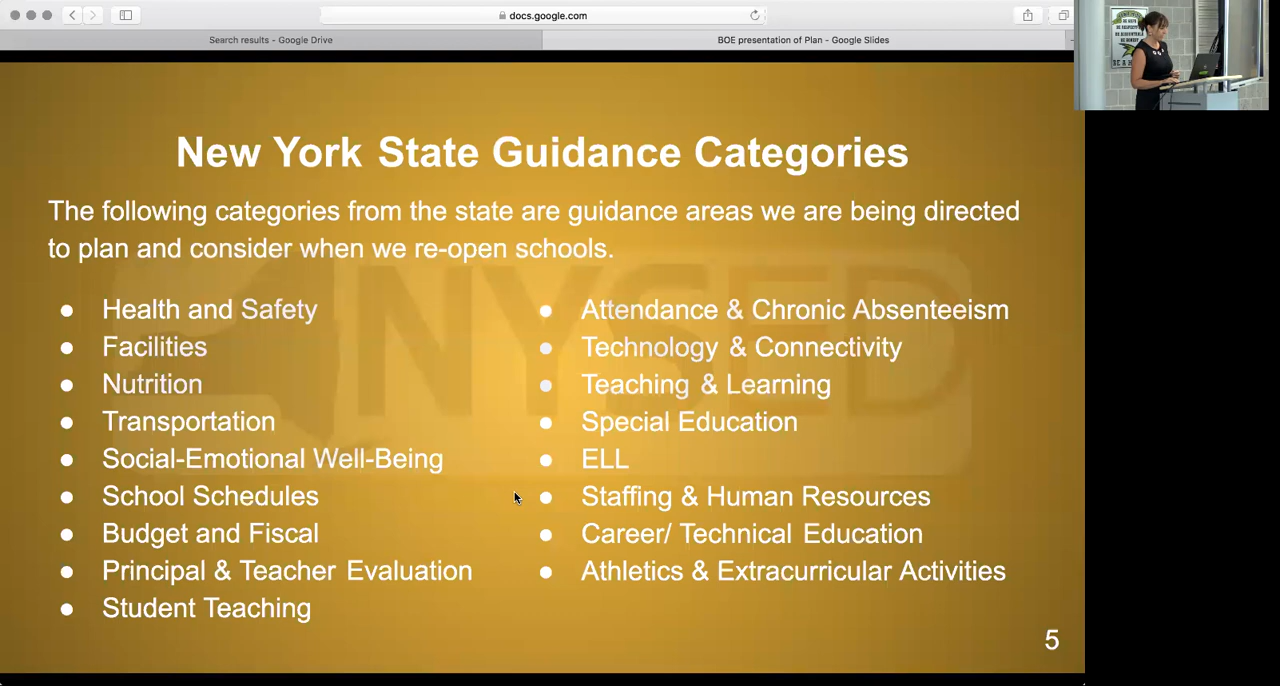 docs.google.com
Search results - Google Drive
BOE presentation of Plan - Google Slides
New York State Guidance Categories
The following categories from the state are guidance areas we are being directed
to plan and consider when we re-open schools.
NYSED
● Health and Safety
● Facilities
● Nutrition
● Transportation
● Social-Emotional Well-Being
● School Schedules
● Budget and Fiscal
● Principal & Teacher Evaluation
● Student Teaching
● Attendance & Chronic Absenteeism
● Technology & Connectivity
● Teaching & Learning
● Special Education
● ELL
● Staffing & Human Resources
● Career/ Technical Education
● Athletics & Extracurricular Activities
5